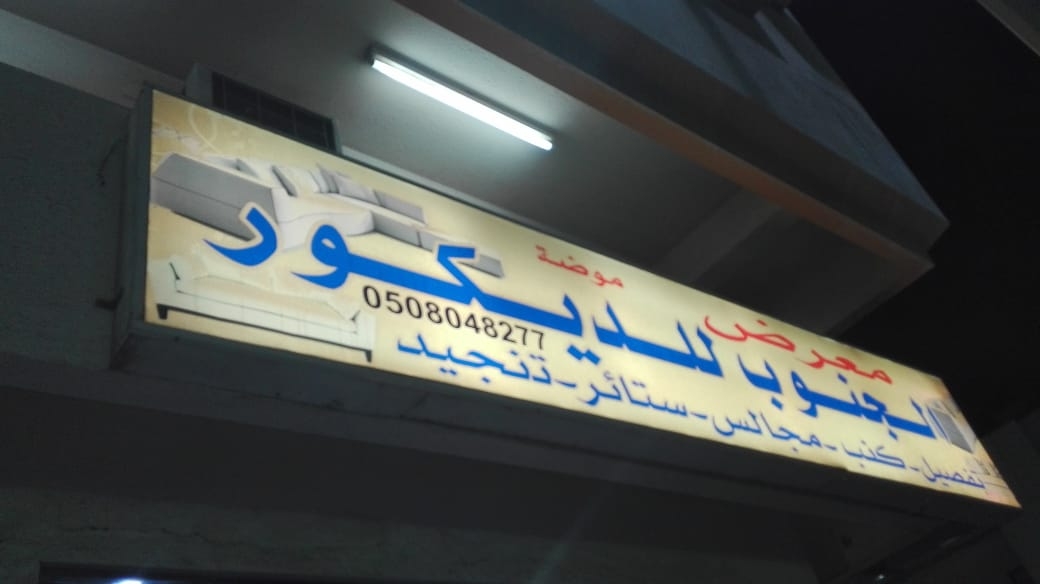 معرض موضة
الجنوب للديكور
0508048277
تفصيل - كنب - مجالس - ستائر - تنجيد